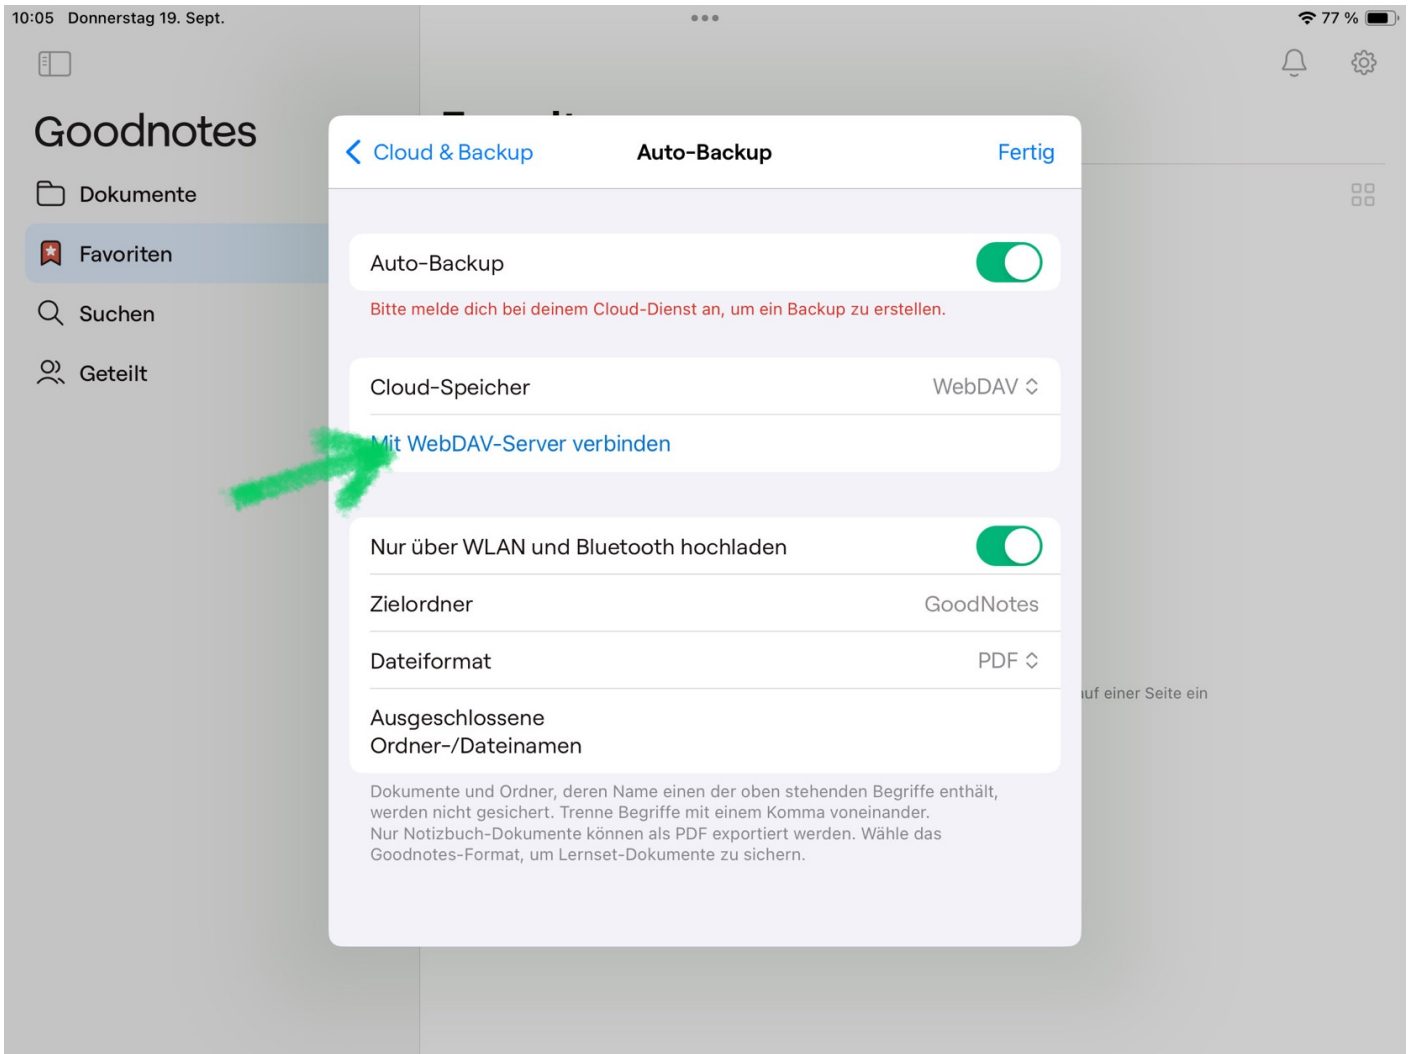 10:05 Donnerstag 19. Sept.
77 %
Goodnotes
Dokumente
Favoriten
Suchen
Geteilt
Cloud & Backup
Auto-Backup
Fertig
Auto-Backup
Bitte melde dich bei deinem Cloud-Dienst an, um ein Backup zu erstellen.
Cloud-Speicher
WebDAV
Mit WebDAV-Server verbinden
Nur über WLAN und Bluetooth hochladen
Zielordner
GoodNotes
Dateiformat
PDF
Ausgeschlossene
Ordner-/Dateinamen
Dokumente und Ordner, deren Name einen der oben stehenden Begriffe enthält,
werden nicht gesichert. Trenne Begriffe mit einem Komma voneinander.
Nur Notizbuch-Dokumente können als PDF exportiert werden. Wähle das
Goodnotes-Format, um Lernset-Dokumente zu sichern.
auf einer Seite ein